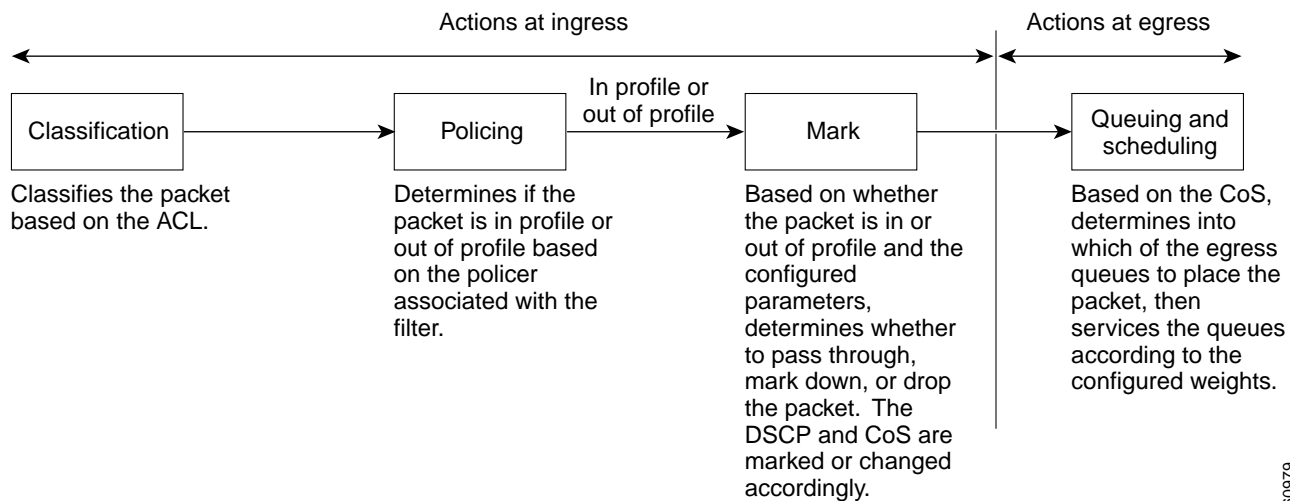 Actions at ingress
Actions at egress
Classification
Policing
In profile or
out of profile
Mark
Queuing and
scheduling
Classifies the packet
based on the ACL.
Determines if the
packet is in profile or
out of profile based
on the policer
associated with the
filter.
Based on whether
the packet is in or
out of profile and the
configured
parameters,
determines whether
to pass through,
mark down, or drop
the packet. The
DSCP and CoS are
marked or changed
accordingly.
Based on the CoS,
determines into
which of the egress
queues to place the
packet, then
services the queues
according to the
configured weights.